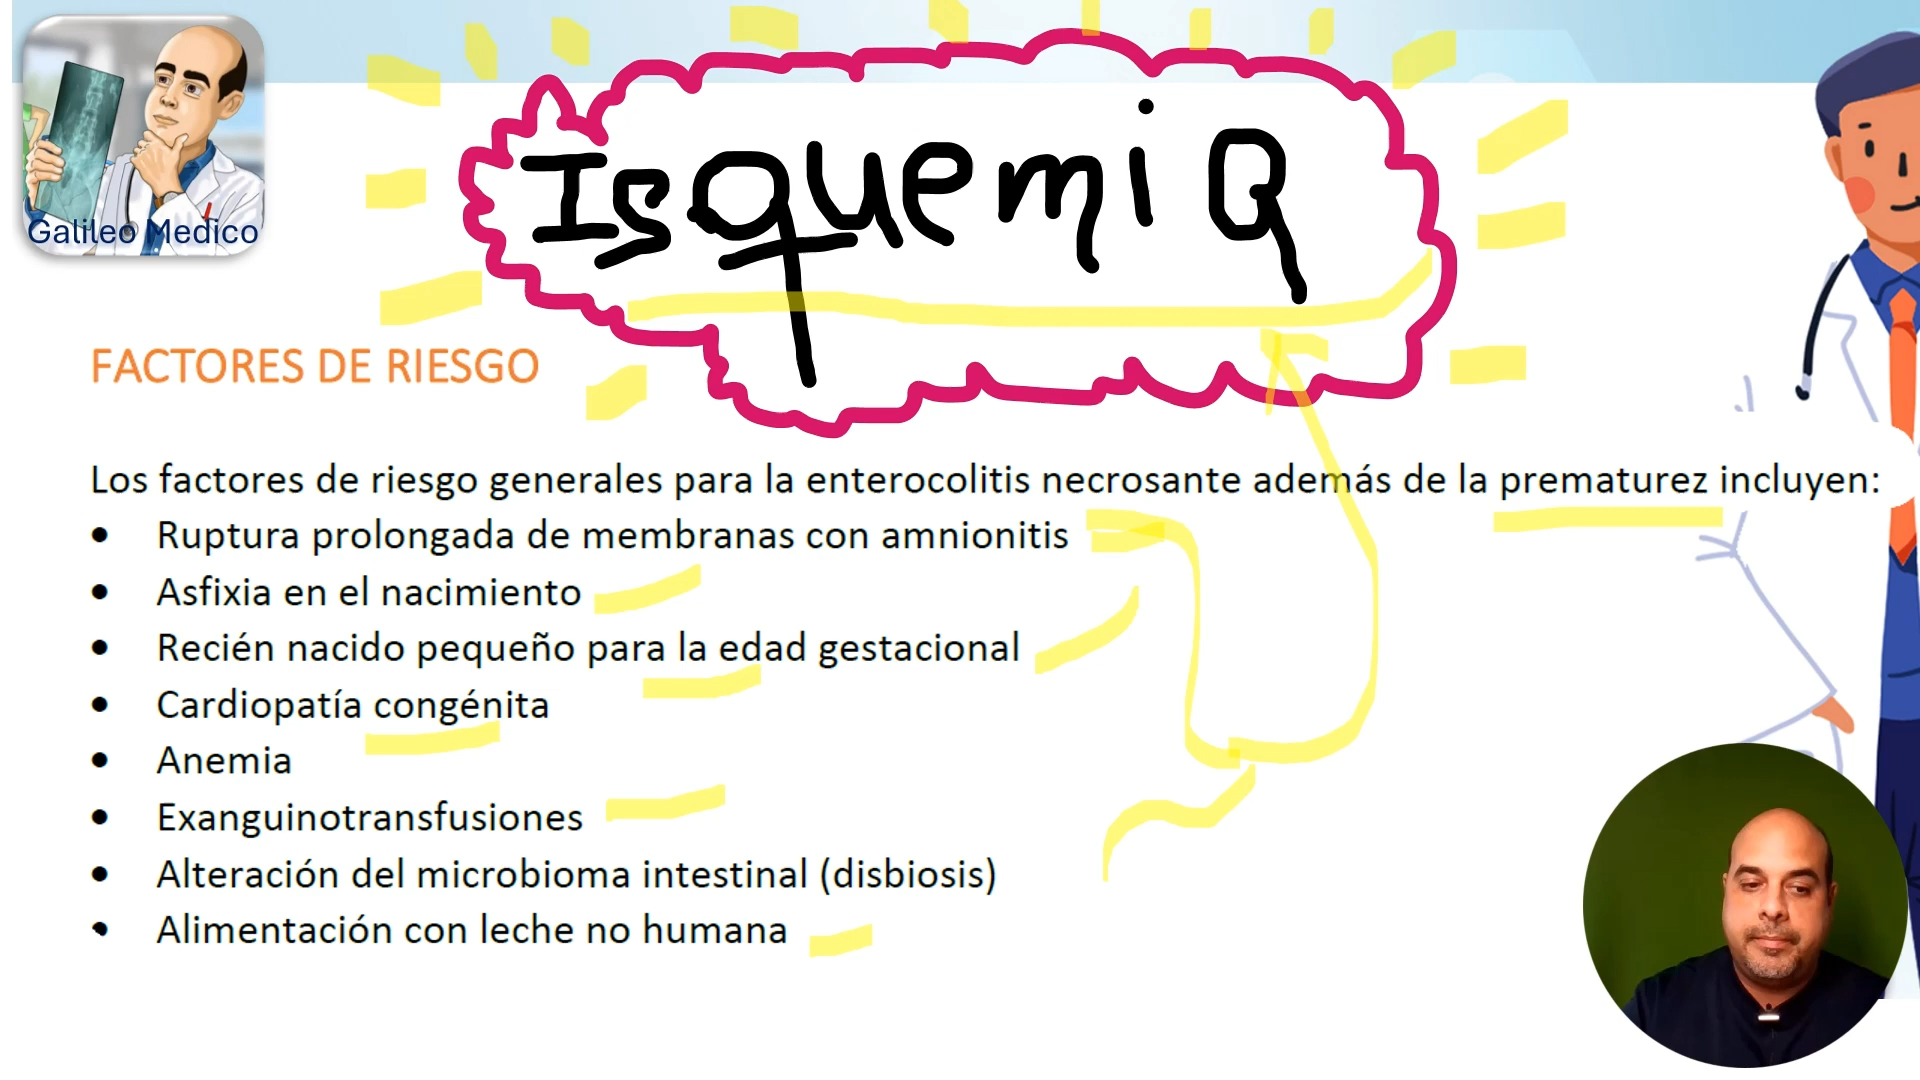 Galileo Medico
Isquemia
FACTORES DE RIESGO
Los factores de riesgo generales para la enterocolitis necrosante además de la prematurez incluyen:
• Ruptura prolongada de membranas con amnionitis
• Asfixia en el nacimiento
• Recién nacido pequeño para la edad gestacional
• Cardiopatía congénita
• Anemia
• Exanguinotransfusiones
• Alteración del microbioma intestinal (disbiosis)
• Alimentación con leche no humana